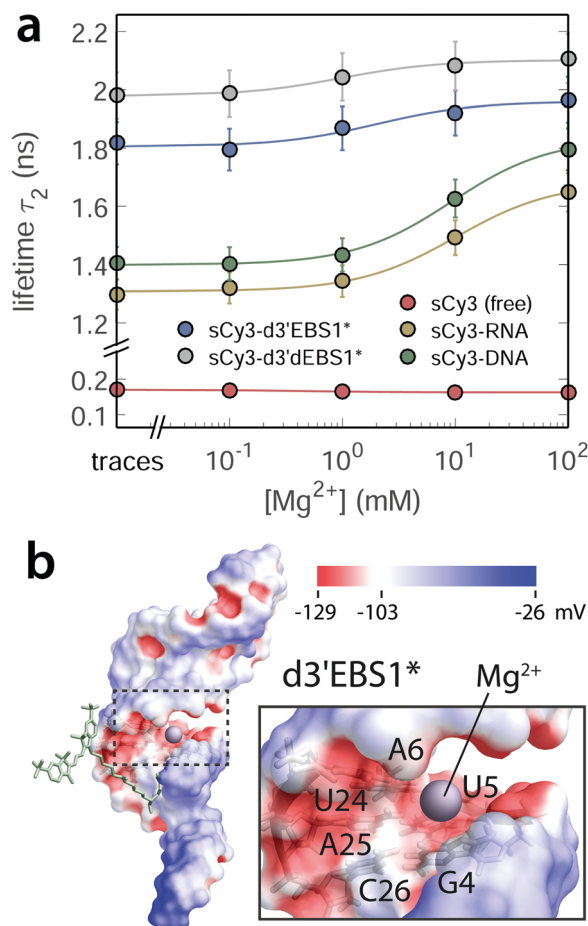 a
lifetime τ2 (ns)
2.2
2
1.8
1.6
1.4
1.2
0.2
0.1
sCy3-d3'EBS1*
sCy3-d3'dEBS1*
sCy3 (free)
sCy3-RNA
sCy3-DNA
traces
10⁻¹
10⁰
10¹
10²
[Mg²⁺] (mM)
b
-129
-103
-26
mV
d3'EBS1*
Mg²⁺
A6
U24
U5
A25
C26
G4